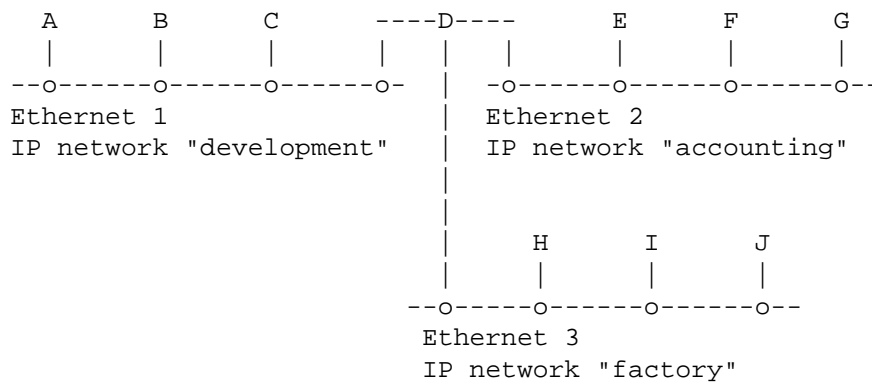 A B C ----D---- E F G
| | | | | | | | | |
--o------o------o------o- | -o------o------o------o--
Ethernet 1 | Ethernet 2
IP network "development" | IP network "accounting"
|
|
| H I J
| | | |
--o-----o------o------o--
Ethernet 3
IP network "factory"